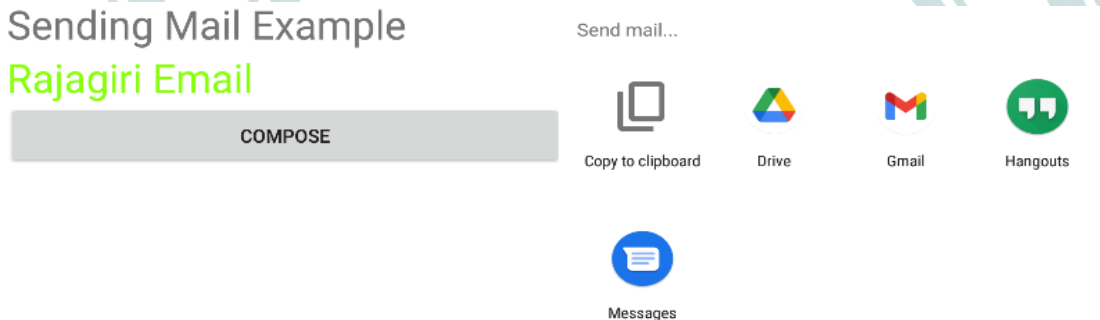 Sending Mail Example
Rajagiri Email
COMPOSE
Send mail...
Copy to clipboard
Drive
Gmail
Hangouts
Messages